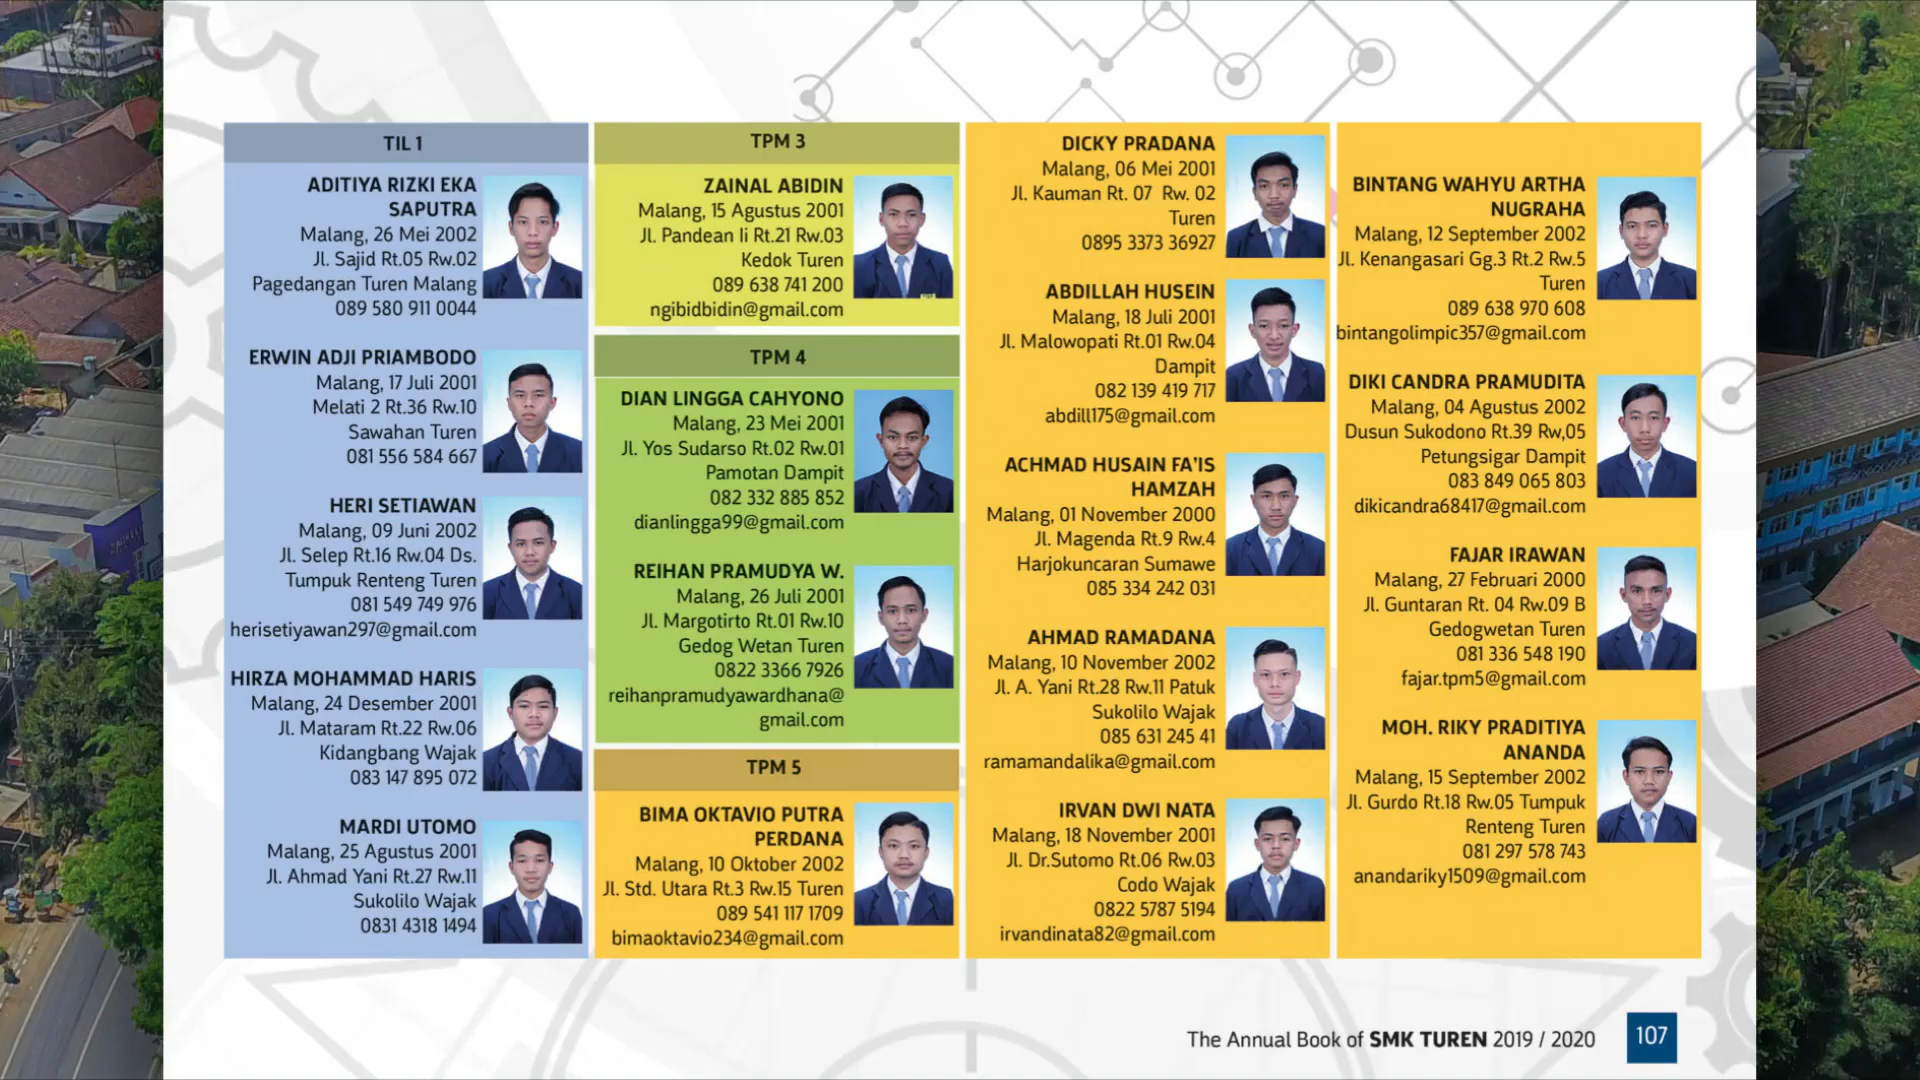 TIL 1
ADITIYA RIZKI EKA
SAPUTRA
Malang, 26 Mei 2002
Jl. Sajid Rt.05 Rw.02
Pagedangan Turen Malang
089 580 911 0044
ERWIN ADJI PRIAMBODO
Malang, 17 Juli 2001
Melati 2 Rt.36 Rw.10
Sawahan Turen
081 556 584 667
HERI SETIAWAN
Malang, 09 Juni 2002
Jl. Selep Rt.16 Rw.04 Ds.
Tumpuk Renteng Turen
081 549 749 976
herisetiyawan297@gmail.com
HIRZA MOHAMMAD HARIS
Malang, 24 Desember 2001
Jl. Mataram Rt.22 Rw.06
Kidangbang Wajak
083 147 895 072
MARDI UTOMO
Malang, 25 Agustus 2001
Jl. Ahmad Yani Rt.27 Rw.11
Sukolilo Wajak
0831 4318 1494
TPM 3
ZAINAL ABIDIN
Malang, 15 Agustus 2001
Jl. Pandean Ii Rt.21 Rw.03
Kedok Turen
089 638 741 200
ngibidbidin@gmail.com
TPM 4
DIAN LINGGA CAHYONO
Malang, 23 Mei 2001
Jl. Yos Sudarso Rt.02 Rw.01
Pamotan Dampit
082 332 885 852
dianlingga99@gmail.com
REIHAN PRAMUDYA W.
Malang, 26 Juli 2001
Jl. Margotirto Rt.01 Rw.10
Gedog Wetan Turen
0822 3366 7926
reihanpramudyawardhana@
gmail.com
TPM 5
BIMA OKTAVIO PUTRA
PERDANA
Malang, 10 Oktober 2002
Jl. Std. Utara Rt.3 Rw.15 Turen
089 541 117 1709
bimaoktavio234@gmail.com
DICKY PRADANA
Malang, 06 Mei 2001
Jl. Kauman Rt. 07 Rw. 02
Turen
0895 3373 36927
ABDILLAH HUSEIN
Malang, 18 Juli 2001
Jl. Malowopati Rt.01 Rw.04
Dampit
082 139 419 717
abdill175@gmail.com
ACHMAD HUSAIN FA'IS
HAMZAH
Malang, 01 November 2000
Jl. Magenda Rt.9 Rw.4
Harjokuncaran Sumawe
085 334 242 031
AHMAD RAMADANA
Malang, 10 November 2002
Jl. A. Yani Rt.28 Rw.11 Patuk
Sukolilo Wajak
085 631 245 41
ramamandalika@gmail.com
IRVAN DWI NATA
Malang, 18 November 2001
Jl. Dr.Sutomo Rt.06 Rw.03
Codo Wajak
0822 5787 5194
irvandinata82@gmail.com
BINTANG WAHYU ARTHA
NUGRAHA
Malang, 12 September 2002
Jl. Kenangasari Gg.3 Rt.2 Rw.5
Turen
089 638 970 608
bintangolimpic357@gmail.com
DIKI CANDRA PRAMUDITA
Malang, 04 Agustus 2002
Dusun Sukodono Rt.39 Rw,05
Petungsigar Dampit
083 849 065 803
dikicandra68417@gmail.com
FAJAR IRAWAN
Malang, 27 Februari 2000
Jl. Guntaran Rt. 04 Rw.09 B
Gedogwetan Turen
081 336 548 190
fajar.tpm5@gmail.com
MOH. RIKY PRADITIYA
ANANDA
Malang, 15 September 2002
Jl. Gurdo Rt.18 Rw.05 Tumpuk
Renteng Turen
081 297 578 743
anandariky1509@gmail.com
The Annual Book of SMK TUREN 2019 / 2020
107